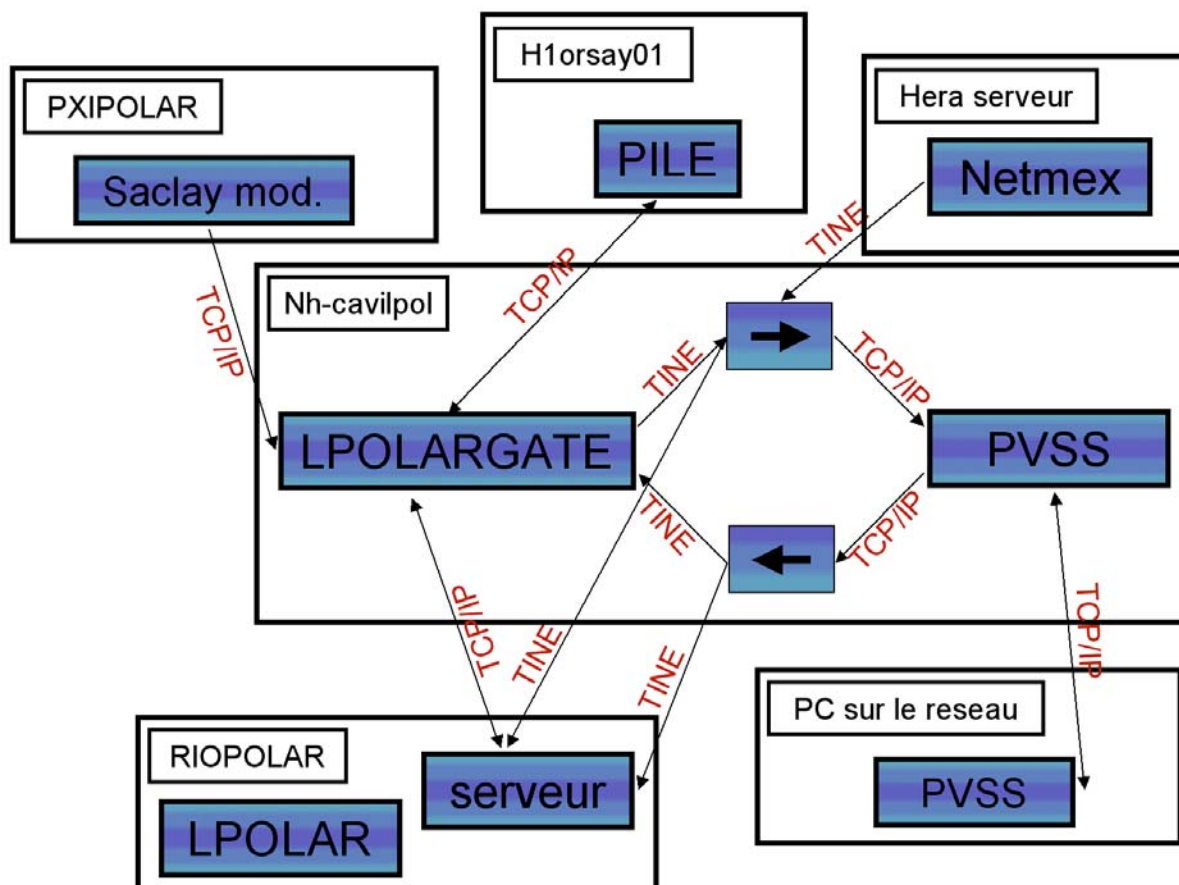 H1orsay01
PXIPOLAR
Hera serveur
PILE
Netmex
Saclay mod.
TINE
TCP/IP
TCP/IP
Nh-cavilpol
TINE
TCP/IP
LPOLARGATE
PVSS
TINE
TCP/IP
TCP/IP
TINE
TINE
TCP/IP
PC sur le reseau
RIOPOLAR
serveur
PVSS
LPOLAR